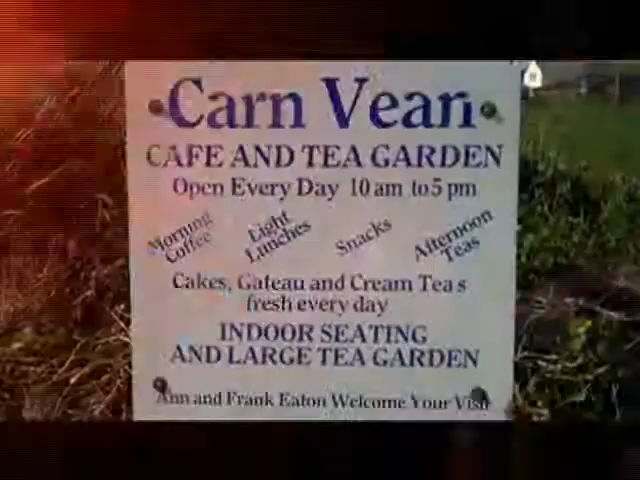 Carn Vean
CAFE AND TEA GARDEN
Open Every Day 10 am to 5 pm
Morning Coffee
Light Lunches
Snacks
Afternoon Teas
Cakes, Gateau and Cream Teas
fresh every day
INDOOR SEATING
AND LARGE TEA GARDEN
Ann and Frank Eaton Welcome Your Visit